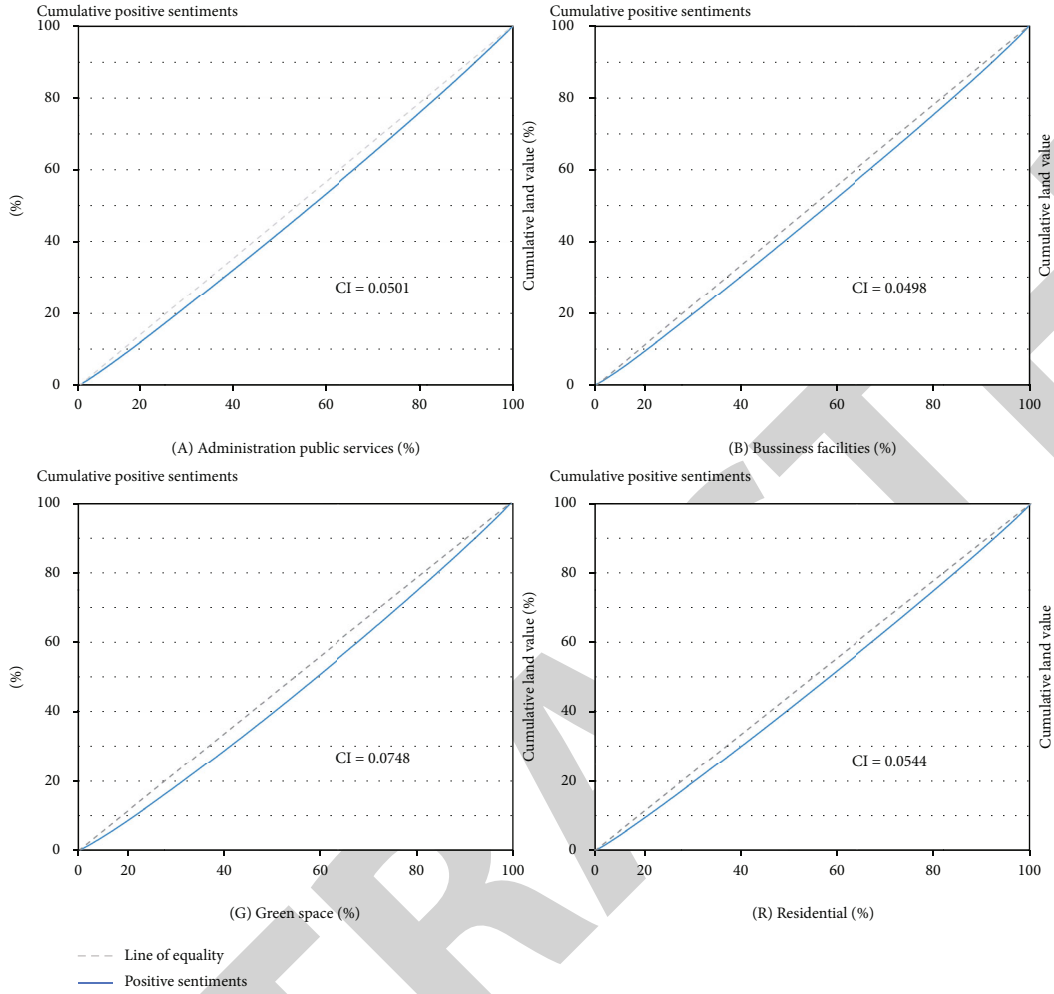 Cumulative positive sentiments
100
80
60
40
20
0
(%)
0 20 40 60 80 100
CI = 0.0501
(A) Administration public services (%)
Cumulative positive sentiments
100
80
60
40
20
0
Cumulative land value (%)
0 20 40 60 80 100
CI = 0.0498
(B) Bussiness facilities (%)
Cumulative land value
Cumulative positive sentiments
100
80
60
40
20
0
(%)
0 20 40 60 80 100
CI = 0.0748
(G) Green space (%)
Cumulative positive sentiments
100
80
60
40
20
0
Cumulative land value (%)
0 20 40 60 80 100
CI = 0.0544
(R) Residential (%)
Cumulative land value
Line of equality
Positive sentiments